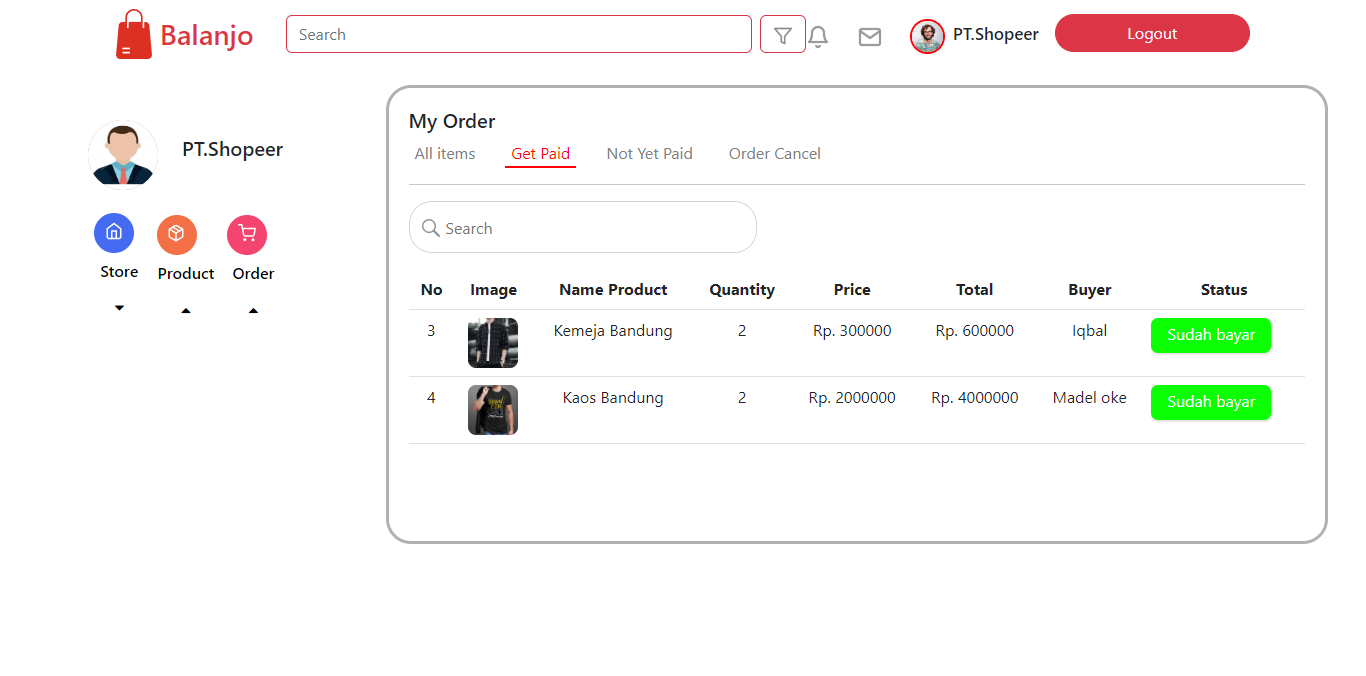 Balanjo
Search
PT.Shopeer
Logout
PT.Shopeer
Store
Product
Order
My Order
All items
Get Paid
Not Yet Paid
Order Cancel
Search
No Image Name Product Quantity Price Total Buyer Status
3 Kemeja Bandung 2 Rp. 300000 Rp. 600000 Iqbal Sudah bayar
4 Kaos Bandung 2 Rp. 2000000 Rp. 4000000 Madel oke Sudah bayar